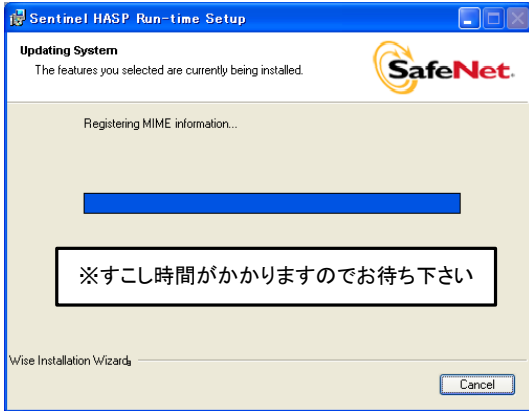 Sentinel HASP Run-time Setup
Updating System
The features you selected are currently being installed.
SafeNet.
Registering MIME information...
※すこし時間がかかりますのでお待ち下さい
Wise Installation Wizard
Cancel